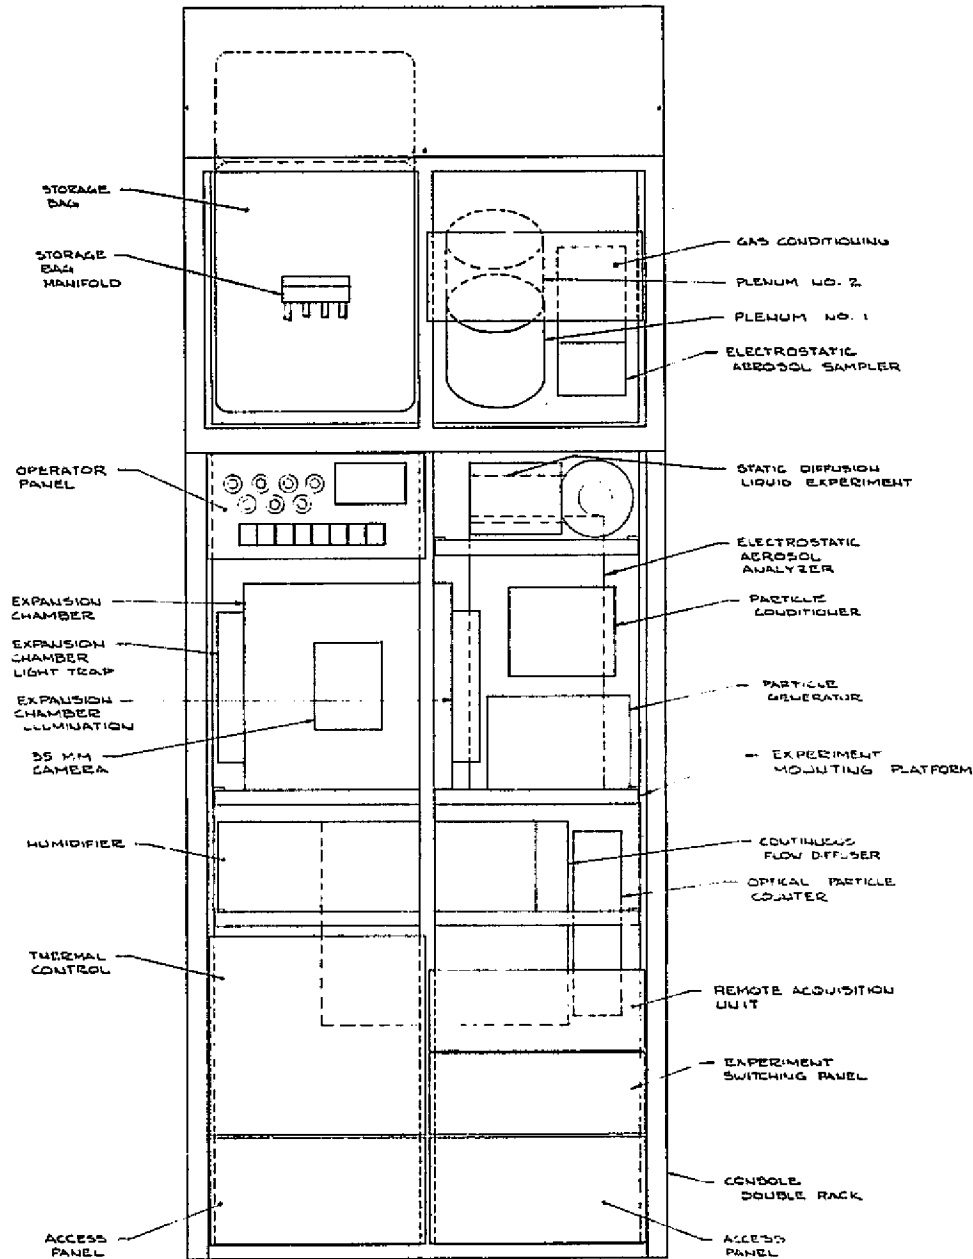 STORAGE
BAG
STORAGE
BAG
MANIFOLD
OPERATOR
PANEL
EXPANSION
CHAMBER
EXPANSION
CHAMBER
LIGHT TRAP
EXPANSION
CHAMBER
ILLUMINATION
35 MM
CAMERA
HUMIDIFIER
THERMAL
CONTROL
ACCESS
PANEL
GAS CONDITIONING
PLENUM NO. 2
PLENUM NO. 1
ELECTROSTATIC
AEROSOL SAMPLER
STATIC DIFFUSION
LIQUID EXPERIMENT
ELECTROSTATIC
AEROSOL
ANALYZER
PARTICLE
CONDITIONER
PARTICLE
GENERATOR
EXPERIMENT
MOUNTING PLATFORM
CONTINUOUS
FLOW DIFFUSER
OPTICAL PARTICLE
COUNTER
REMOTE ACQUISITION
UNIT
EXPERIMENT
SWITCHING PANEL
CONSOLE
DOUBLE RACK
ACCESS
PANEL